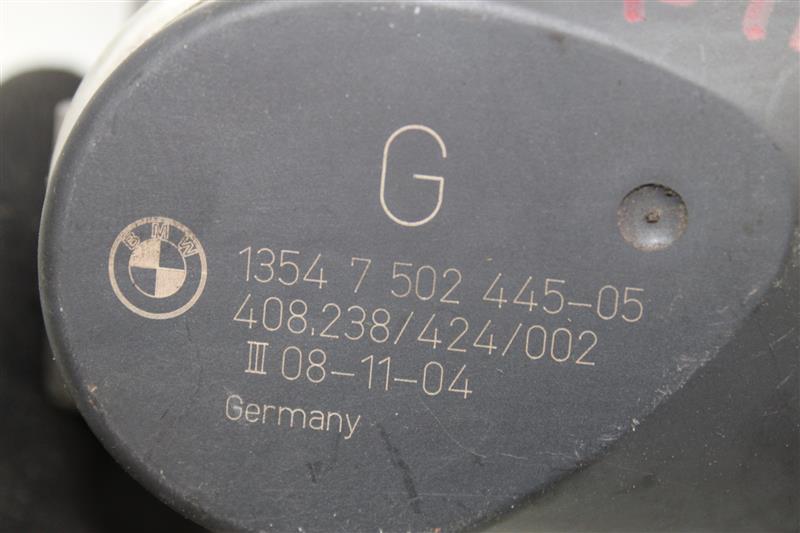 G
BMW
1354 7 502 445-05
408.238/424/002
III 08-11-04
Germany